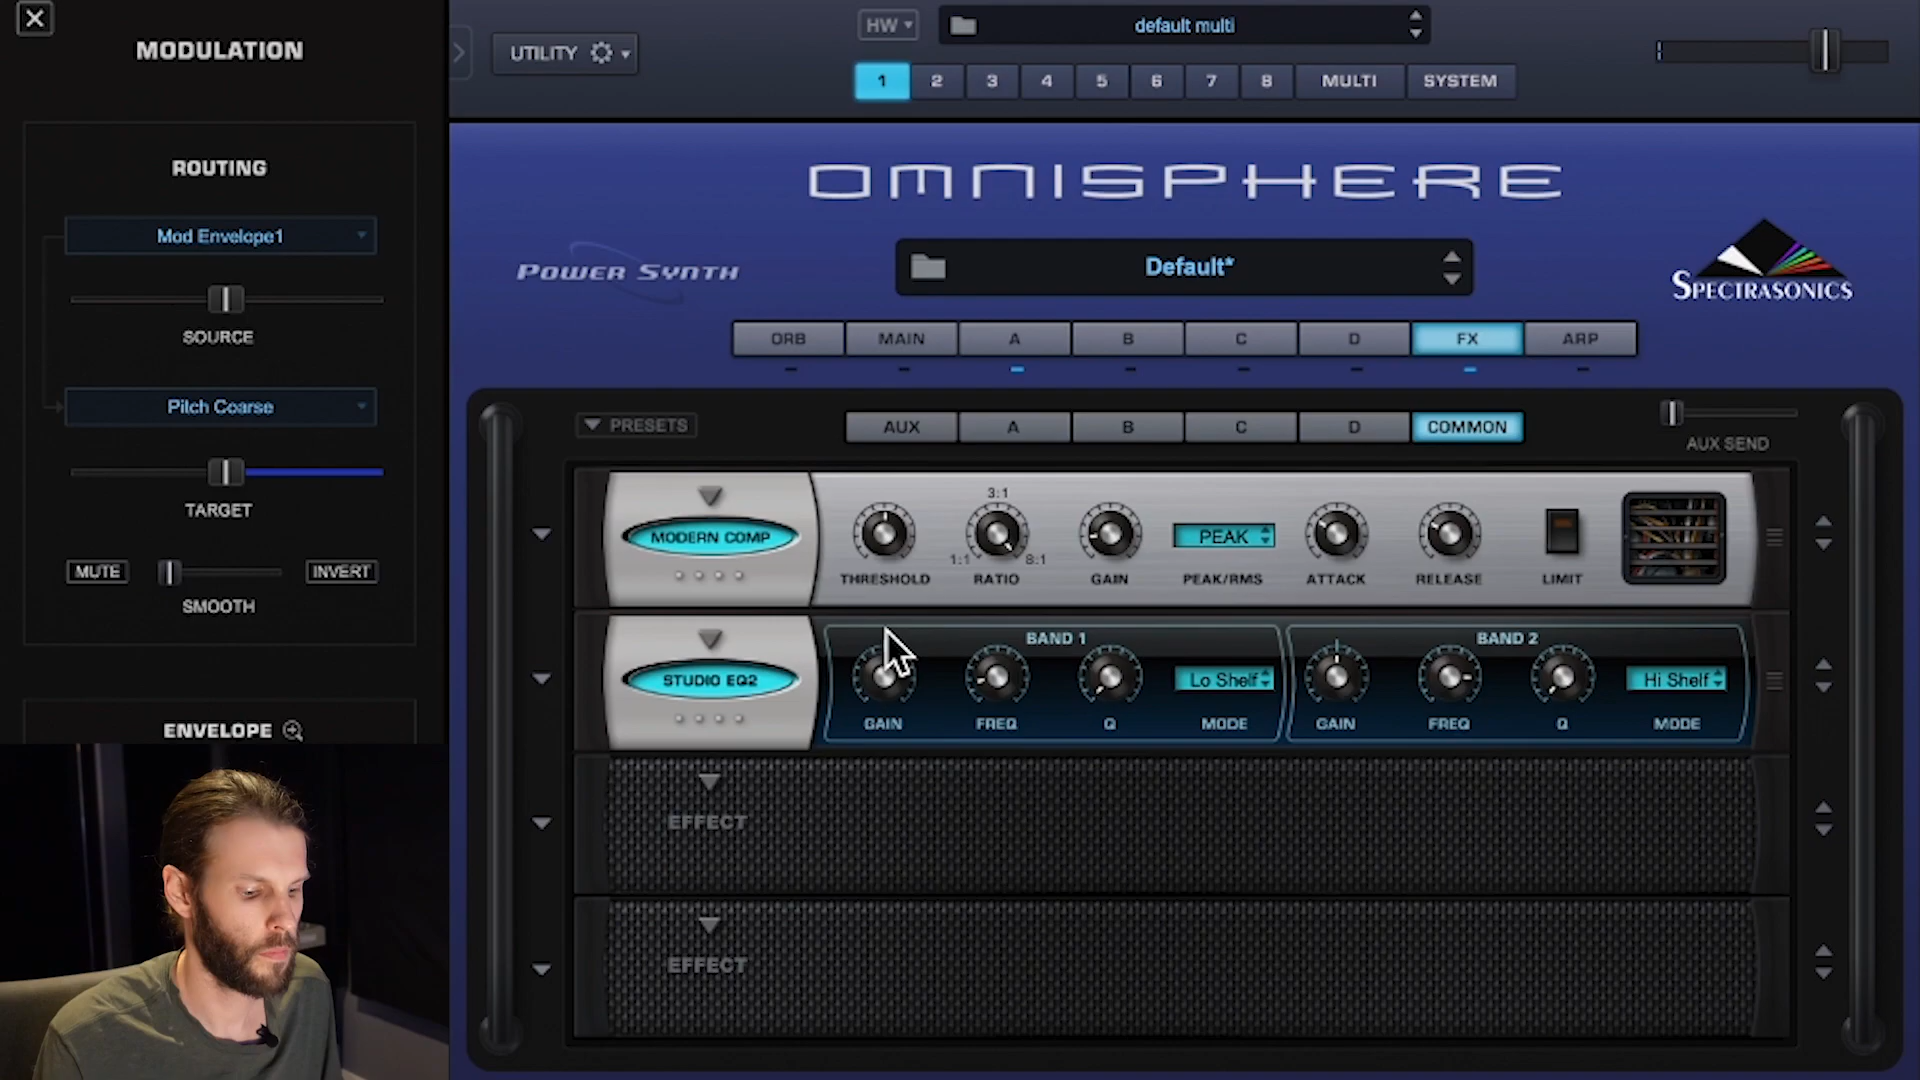 MODULATION
ROUTING
Mod Envelope1
SOURCE
Pitch Coarse
TARGET
MUTE
INVERT
SMOOTH
ENVELOPE
UTILITY
HW
default multi
1 2 3 4 5 6 7 8 MULTI SYSTEM
OMNISPHERE
POWER SYNTH
Default*
SPECTRASONICS
ORB MAIN A B C D FX ARP
PRESETS
AUX A B C D COMMON
AUX SEND
MODERN COMP
3:1
1:1 8:1
PEAK
THRESHOLD RATIO GAIN PEAK/RMS ATTACK RELEASE LIMIT
BAND 1 BAND 2
STUDIO EQ2
Lo Shelf Hi Shelf
GAIN FREQ Q MODE GAIN FREQ Q MODE
EFFECT
EFFECT